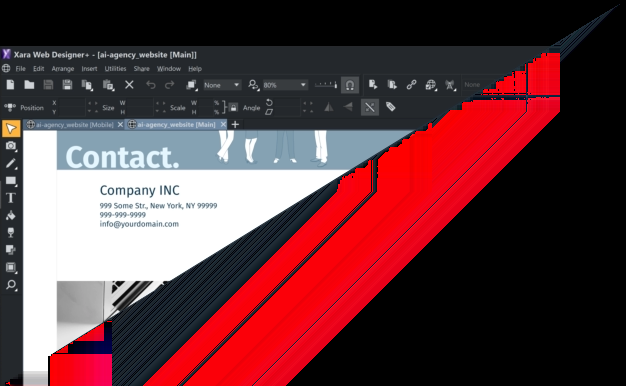 Xara Web Designer+ - [ai-agency_website [Main]]
File Edit Arrange Insert Utilities Share Window Help
None 80% None
Position X Y Size W H Scale W H % Angle
ai-agency_website [Mobile] ai-agency_website [Main]
Contact.
Company INC
999 Some Str., New York, NY 99999
999-999-9999
info@yourdomain.com